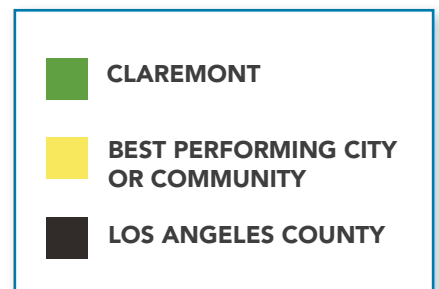 CLAREMONT
BEST PERFORMING CITY
OR COMMUNITY
LOS ANGELES COUNTY